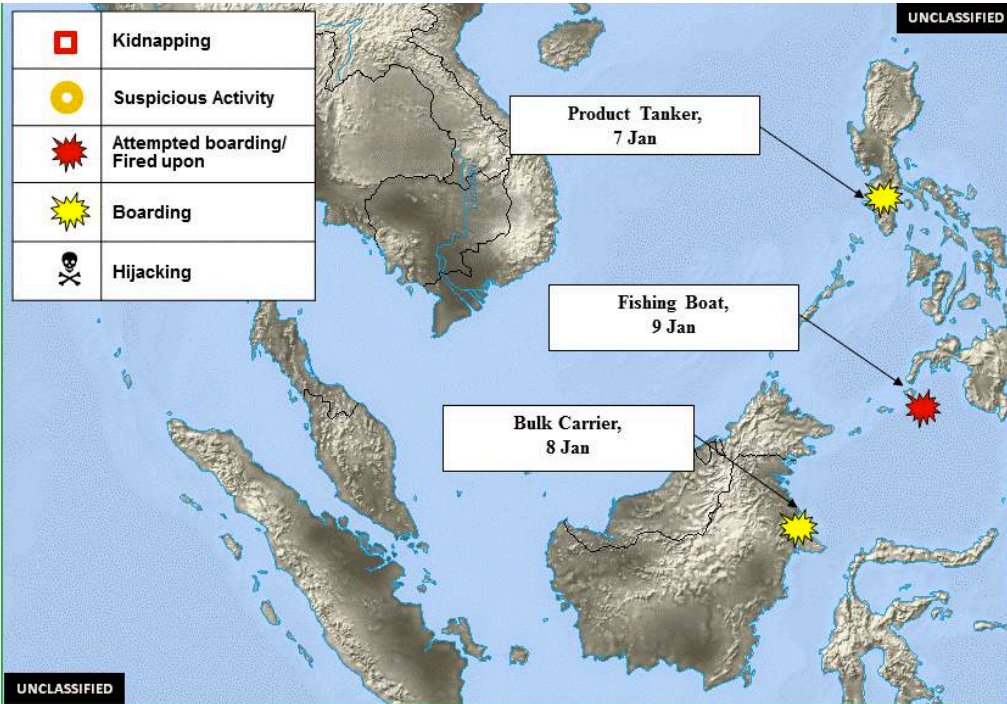 UNCLASSIFIED
Kidnapping
Suspicious Activity
Attempted boarding/
Fired upon
Boarding
Hijacking
Product Tanker,
7 Jan
Fishing Boat,
9 Jan
Bulk Carrier,
8 Jan
UNCLASSIFIED